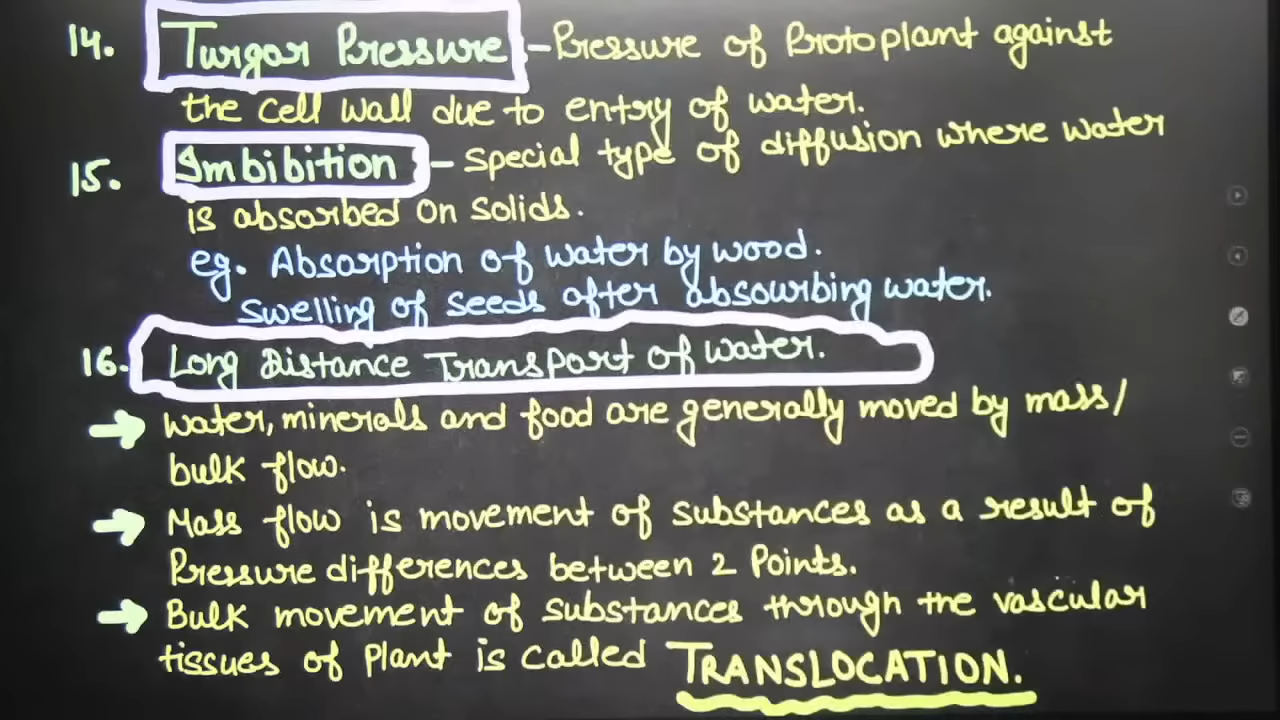 14. Turgor Pressure - Pressure of Protoplant against
the cell wall due to entry of water.
15. Imbibition - special type of diffusion where water
is absorbed on solids.
eg. Absorption of water by wood.
swelling of seeds after absourbing water.
16. Long distance Transport of water.
→ water, minerals and food are generally moved by mass/
bulk flow.
→ Mass flow is movement of substances as a result of
Pressure differences between 2 Points.
→ Bulk movement of substances through the vascular
tissues of plant is called TRANSLOCATION.